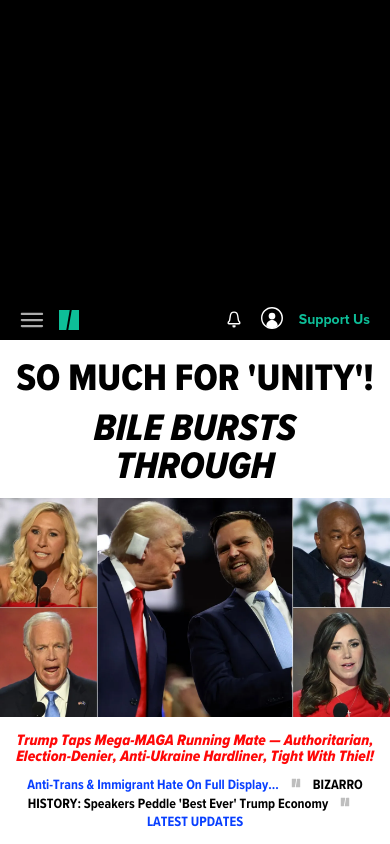 Support Us
SO MUCH FOR 'UNITY'!
BILE BURSTS
THROUGH
Trump Taps Mega-MAGA Running Mate — Authoritarian,
Election-Denier, Anti-Ukraine Hardliner, Tight With Thiel!
Anti-Trans & Immigrant Hate On Full Display... BIZARRO
HISTORY: Speakers Peddle 'Best Ever' Trump Economy
LATEST UPDATES